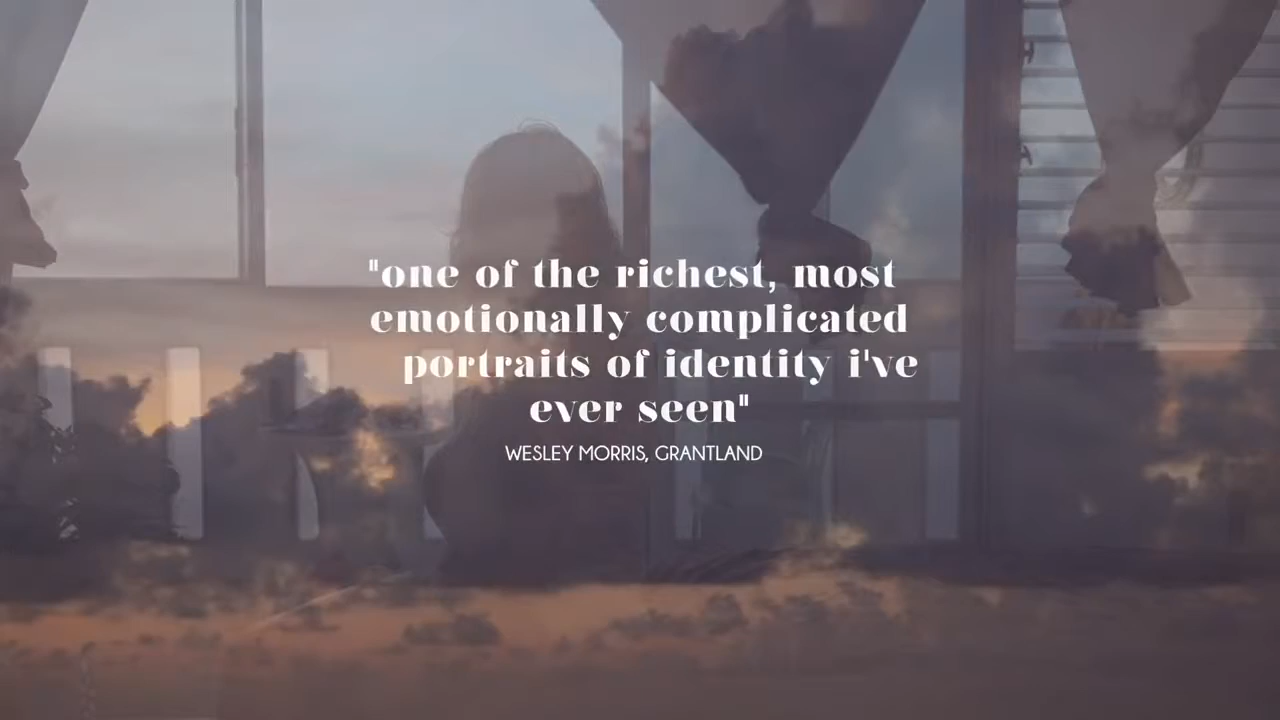 "one of the richest, most
emotionally complicated
portraits of identity i've
ever seen"
WESLEY MORRIS, GRANTLAND